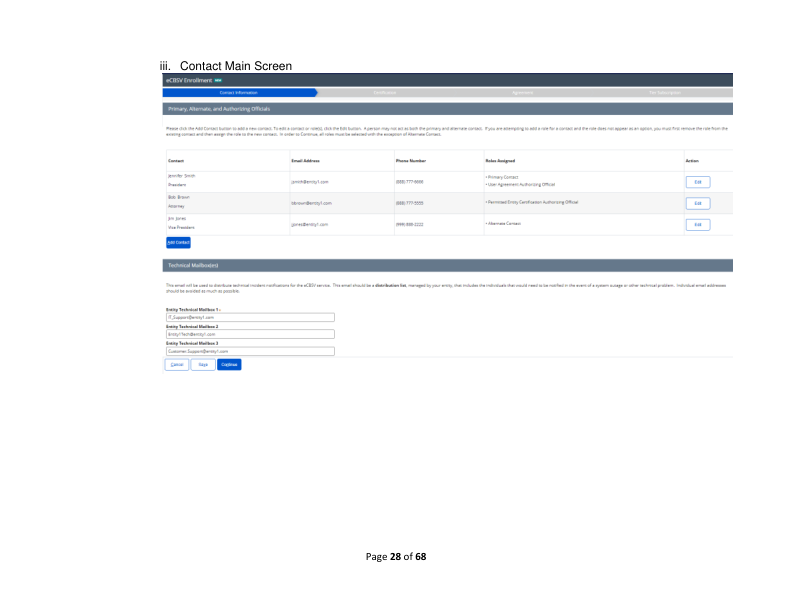 iii. Contact Main Screen
eCBSV Enrollment
Contact Information Certification Agreement Tier Subscription
Primary, Alternate, and Authorizing Officials
Please click the Add Contact button to add a new contact. To edit a contact or role(s), click the Edit button. A person may not act as both the primary and alternate contact. If you are attempting to add a role for a contact and the role does not appear as an option, you must first remove the role from the
existing contact and then assign the role to the new contact. In order to Continue, all roles must be selected with the exception of Alternate Contact.
Contact Email Address Phone Number Roles Assigned Action
Jennifer Smith
President
jsmith@entity1.com
(888) 777-6666
• Primary Contact
• User Agreement Authorizing Official
Edit
Bob Brown
Attorney
bbrown@entity1.com
(888) 777-5555
• Permitted Entity Certification Authorizing Official
Edit
Jim Jones
Vice President
jjones@entity1.com
• Alternate Contact
Edit
Add Contact
Technical Mailbox(es)
This email will be used to distribute technical incident notifications for the eCBSV service. This email should be a distribution list, managed by your entity, that includes the individuals that would need to be notified in the event of a system outage or other technical problem. Individual email addresses
should be avoided as much as possible.
Entity Technical Mailbox 1
IT_Support@entity1.com
Entity Technical Mailbox 2
Entity1Tech@entity1.com
Entity Technical Mailbox 3
Customer.Support@entity1.com
Cancel Save Continue
Page 28 of 68